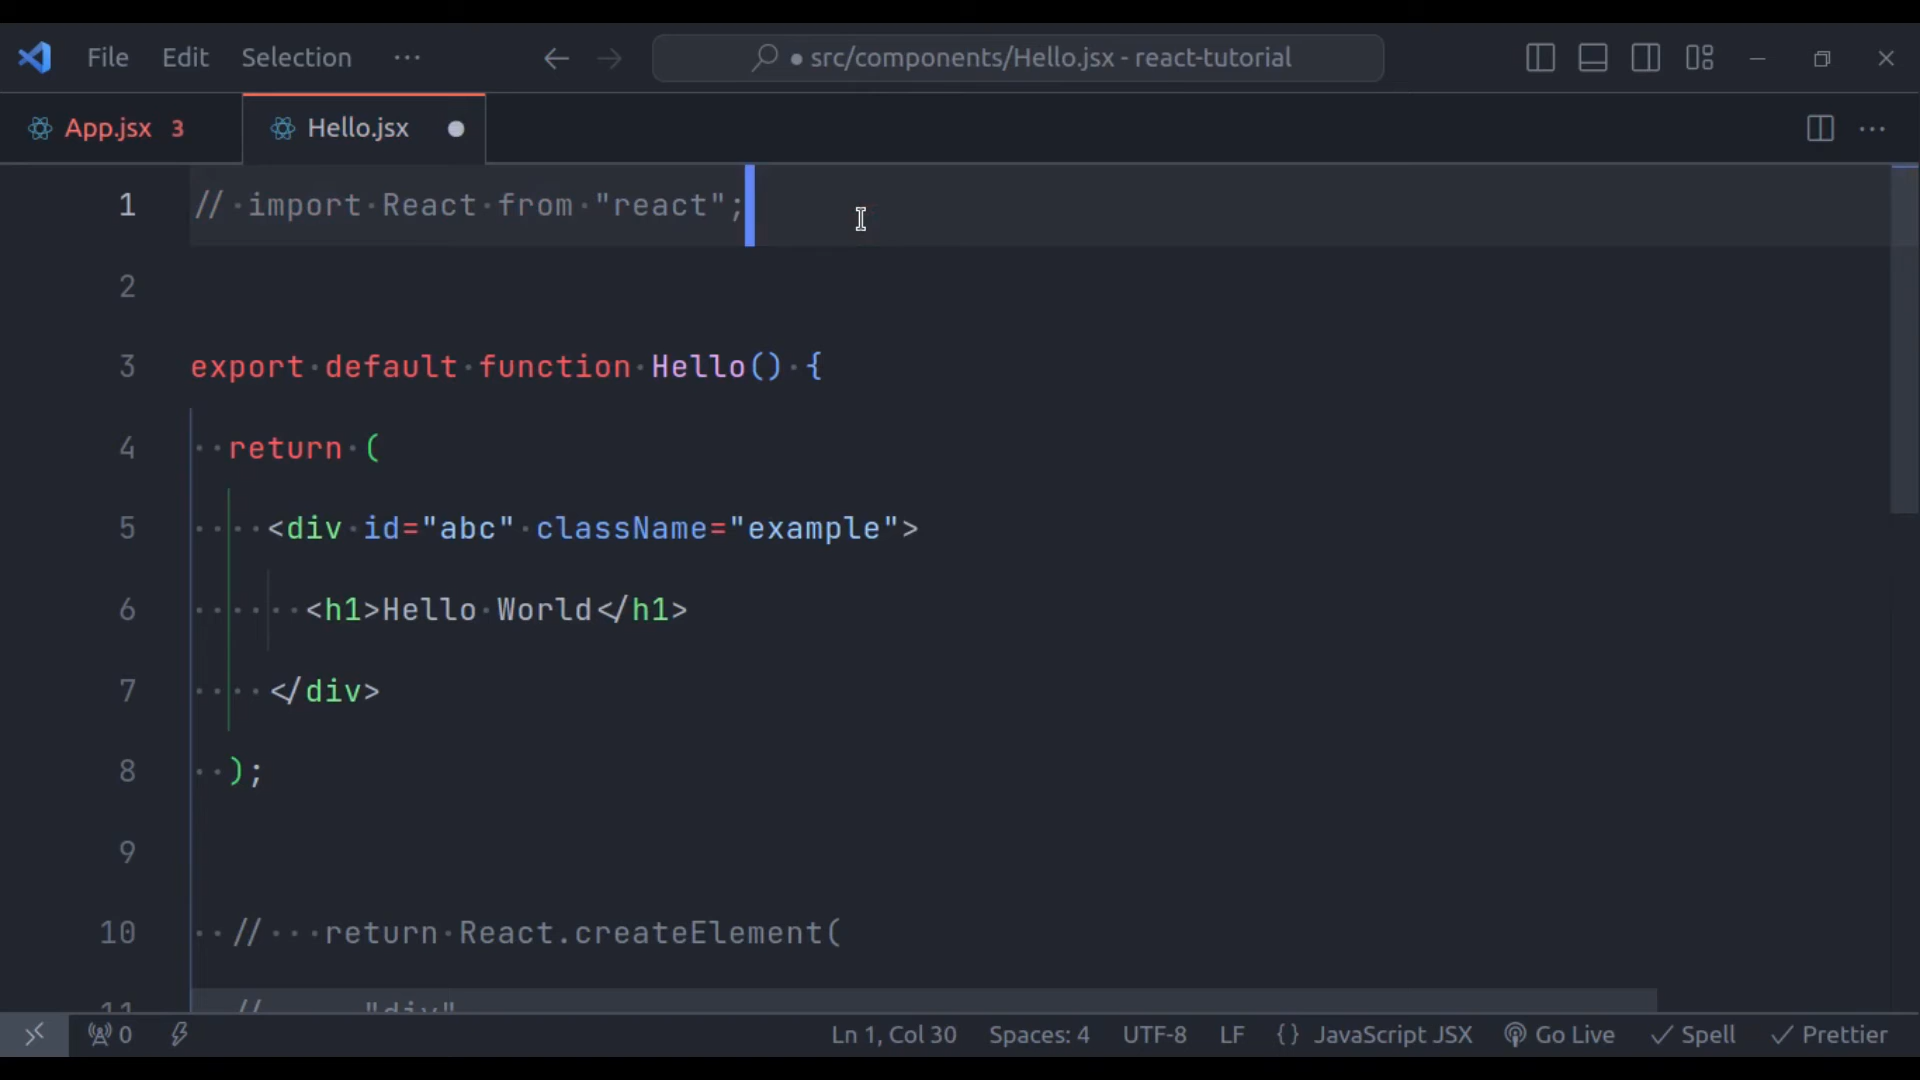 File Edit Selection ··· src/components/Hello.jsx - react-tutorial
App.jsx 3 Hello.jsx
1 // import React from "react";
2
3 export default function Hello() {
4 return (
5 <div id="abc" className="example">
6 <h1>Hello World</h1>
7 </div>
8 );
9
10 // return React.createElement(
11 // "div"
0 Ln 1, Col 30 Spaces: 4 UTF-8 LF {} JavaScript JSX Go Live Spell Prettier